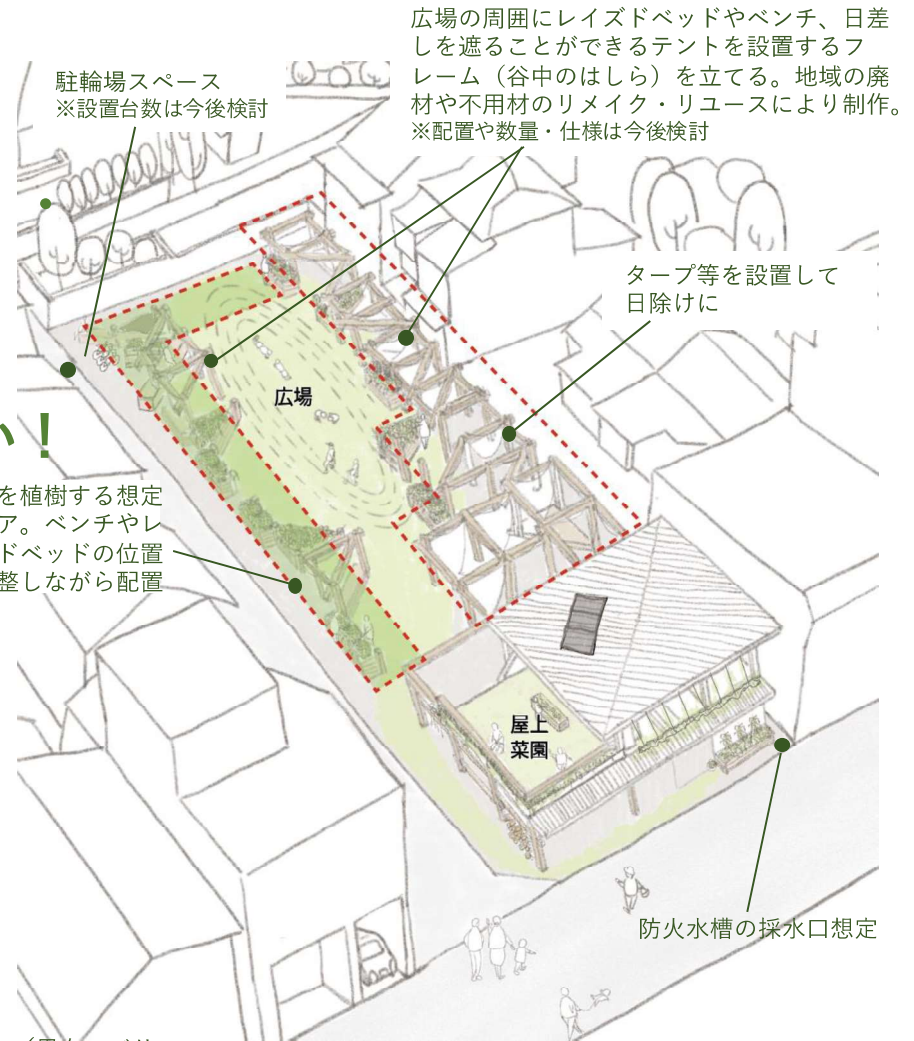 広場の周囲にレイズドベッドやベンチ、日差
しを遮ることができるテントを設置するフ
レーム（谷中のはしら）を立てる。地域の廃
材や不用材のリメイク・リユースにより制作。
※配置や数量・仕様は今後検討
駐輪場スペース
※設置台数は今後検討
タープ等を設置して
日除けに
広場
い！
を植樹する想定
ア。ベンチやレ
ドベッドの位置
整しながら配置
屋上
菜園
防火水槽の採水口想定